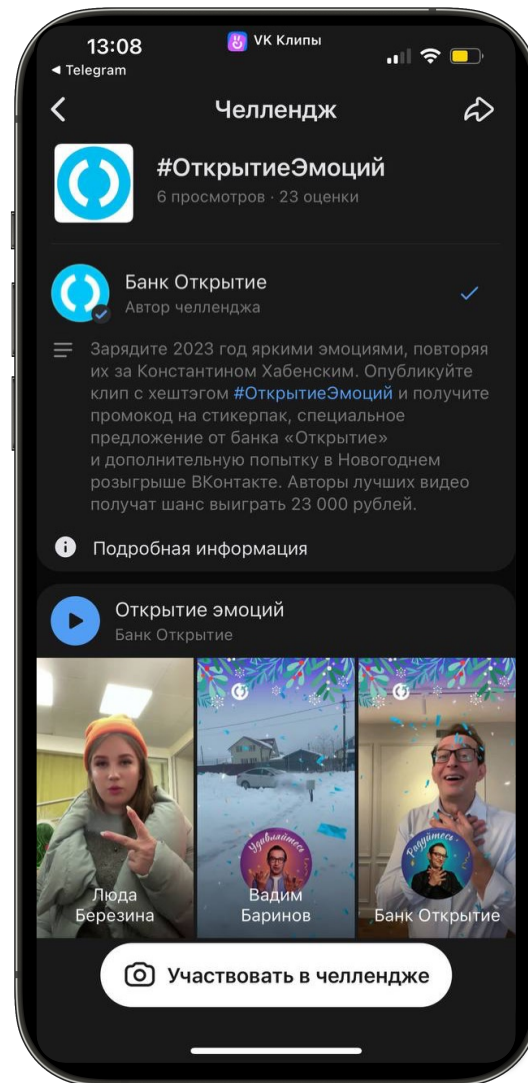 13:08
VK Клипы
◀ Telegram
Челлендж
#ОткрытиеЭмоций
6 просмотров · 23 оценки
Банк Открытие
Автор челленджа
Зарядите 2023 год яркими эмоциями, повторяя
их за Константином Хабенским. Опубликуйте
клип с хештэгом #ОткрытиеЭмоций и получите
промокод на стикерпак, специальное
предложение от банка «Открытие»
и дополнительную попытку в Новогоднем
розыгрыше ВКонтакте. Авторы лучших видео
получат шанс выиграть 23 000 рублей.
Подробная информация
Открытие эмоций
Банк Открытие
Удивляйтесь
Радуйтесь
Люда
Березина
Вадим
Баринов
Банк Открытие
Участвовать в челлендже